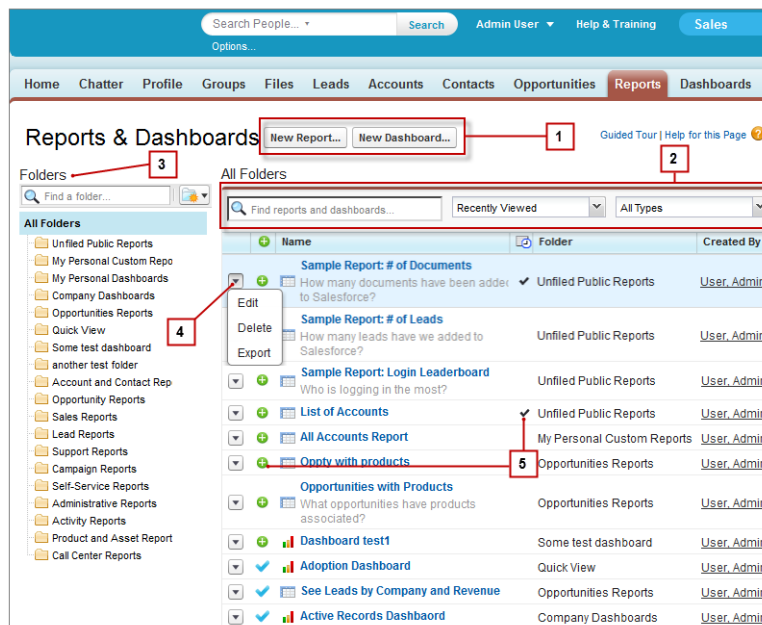 Search People...
Search
Admin User
Help & Training
Sales
Options...
Home
Chatter
Profile
Groups
Files
Leads
Accounts
Contacts
Opportunities
Reports
Dashboards
Reports & Dashboards
New Report...
New Dashboard...
1
Guided Tour | Help for this Page
2
3
Folders
All Folders
Find a folder...
Find reports and dashboards...
Recently Viewed
All Types
All Folders
Unfiled Public Reports
My Personal Custom Repo
My Personal Dashboards
Company Dashboards
Opportunities Reports
Quick View
Some test dashboard
another test folder
Account and Contact Rep
Opportunity Reports
Sales Reports
Lead Reports
Support Reports
Campaign Reports
Self-Service Reports
Administrative Reports
Activity Reports
Product and Asset Report
Call Center Reports
Name
Folder
Created By
Sample Report: # of Documents
How many documents have been added
to Salesforce?
Unfiled Public Reports
User, Admin
4
Edit
Delete
Export
Sample Report: # of Leads
How many leads have we added to
Salesforce?
Unfiled Public Reports
User, Admin
Sample Report: Login Leaderboard
Who is logging in the most?
Unfiled Public Reports
User, Admin
List of Accounts
Unfiled Public Reports
User, Admin
All Accounts Report
My Personal Custom Reports
User, Admin
Oppty with products
5
Opportunities Reports
User, Admin
Opportunities with Products
What opportunities have products
associated?
Opportunities Reports
User, Admin
Dashboard test1
Some test dashboard
User, Admin
Adoption Dashboard
Quick View
User, Admin
See Leads by Company and Revenue
Opportunities Reports
User, Admin
Active Records Dashbaord
Company Dashboards
User, Admin